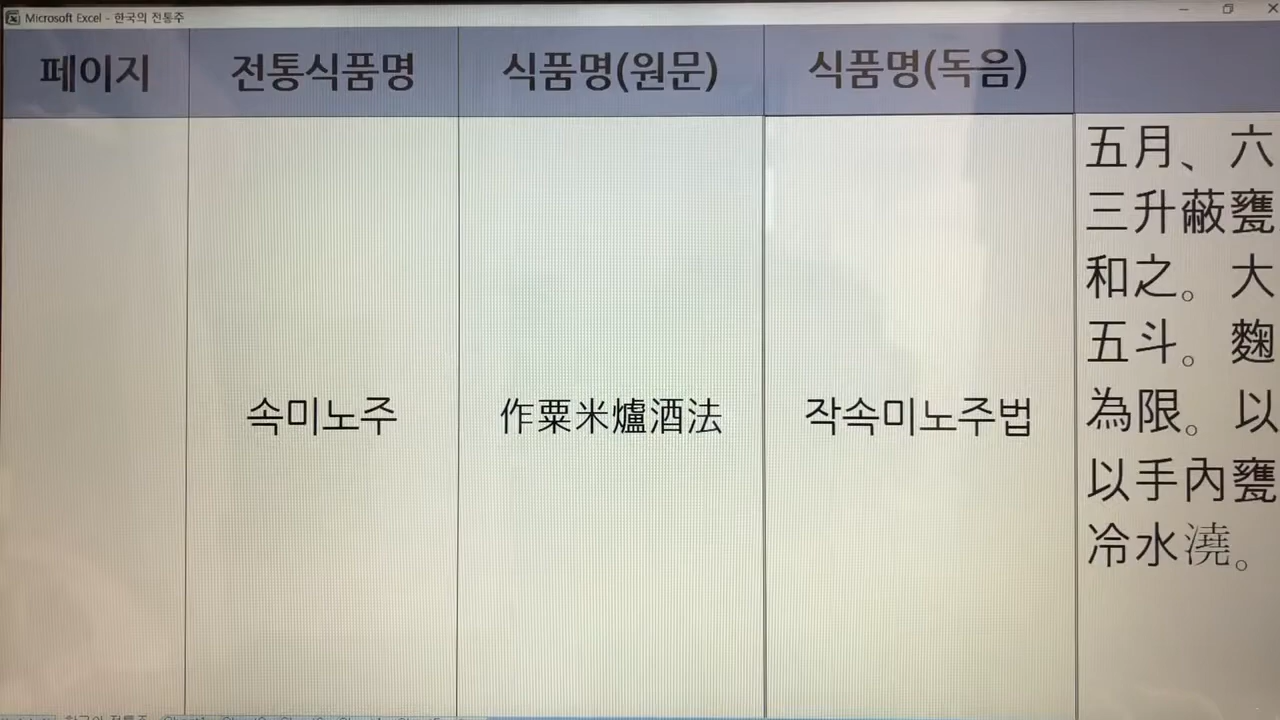 Microsoft Excel - 한국의 전통주
페이지 전통식품명 식품명(원문) 식품명(독음)
속미노주 作粟米爐酒法 작속미노주법
五月、六
三升蔽甕
和之。大
五斗。麴
為限。以
以手內甕
冷水澆。